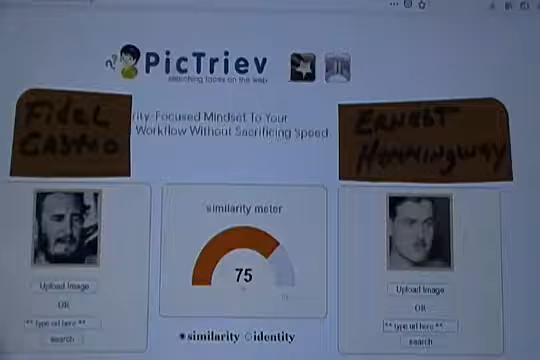 PicTriev
searching faces on the web
FiDeL
CASTRO
rity-Focused Mindset To Your
Workflow Without Sacrificing Speed
ERNEST
HEMMINGWAY
similarity meter
75
%
Upload Image
OR
** type url here **
search
Upload Image
OR
** type url here **
search
similarity identity